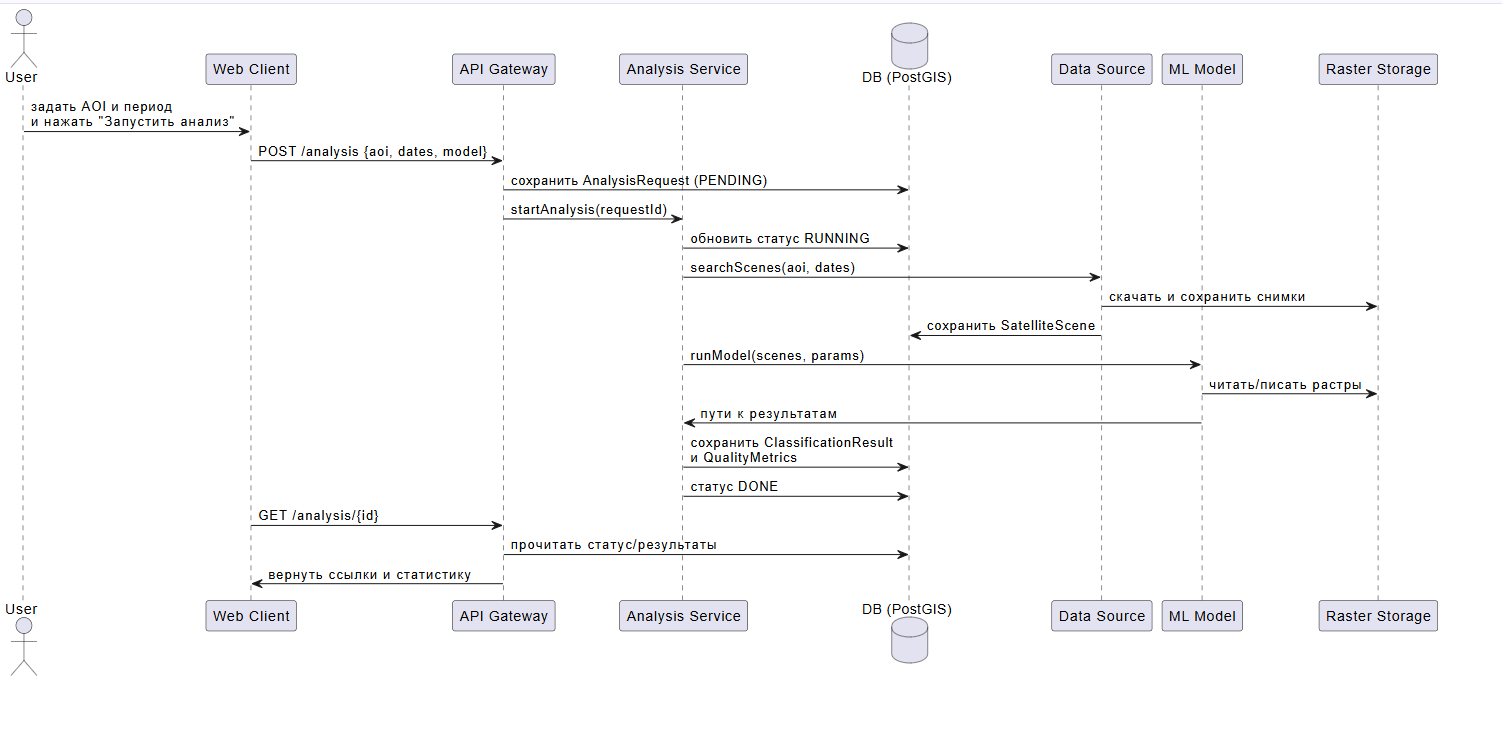 User
Web Client
API Gateway
Analysis Service
DB (PostGIS)
Data Source
ML Model
Raster Storage
задать AOI и период
и нажать "Запустить анализ"
POST /analysis {aoi, dates, model}
сохранить AnalysisRequest (PENDING)
startAnalysis(requestId)
обновить статус RUNNING
searchScenes(aoi, dates)
скачать и сохранить снимки
сохранить SatelliteScene
runModel(scenes, params)
читать/писать растры
пути к результатам
сохранить ClassificationResult
и QualityMetrics
статус DONE
GET /analysis/{id}
прочитать статус/результаты
вернуть ссылки и статистику
User
Web Client
API Gateway
Analysis Service
DB (PostGIS)
Data Source
ML Model
Raster Storage